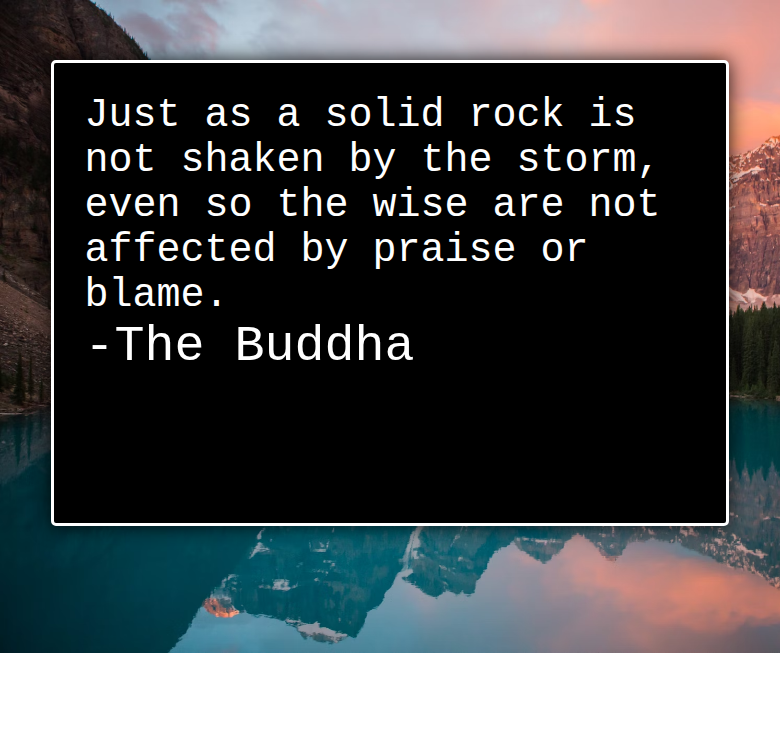 Just as a solid rock is
not shaken by the storm,
even so the wise are not
affected by praise or
blame.
-The Buddha